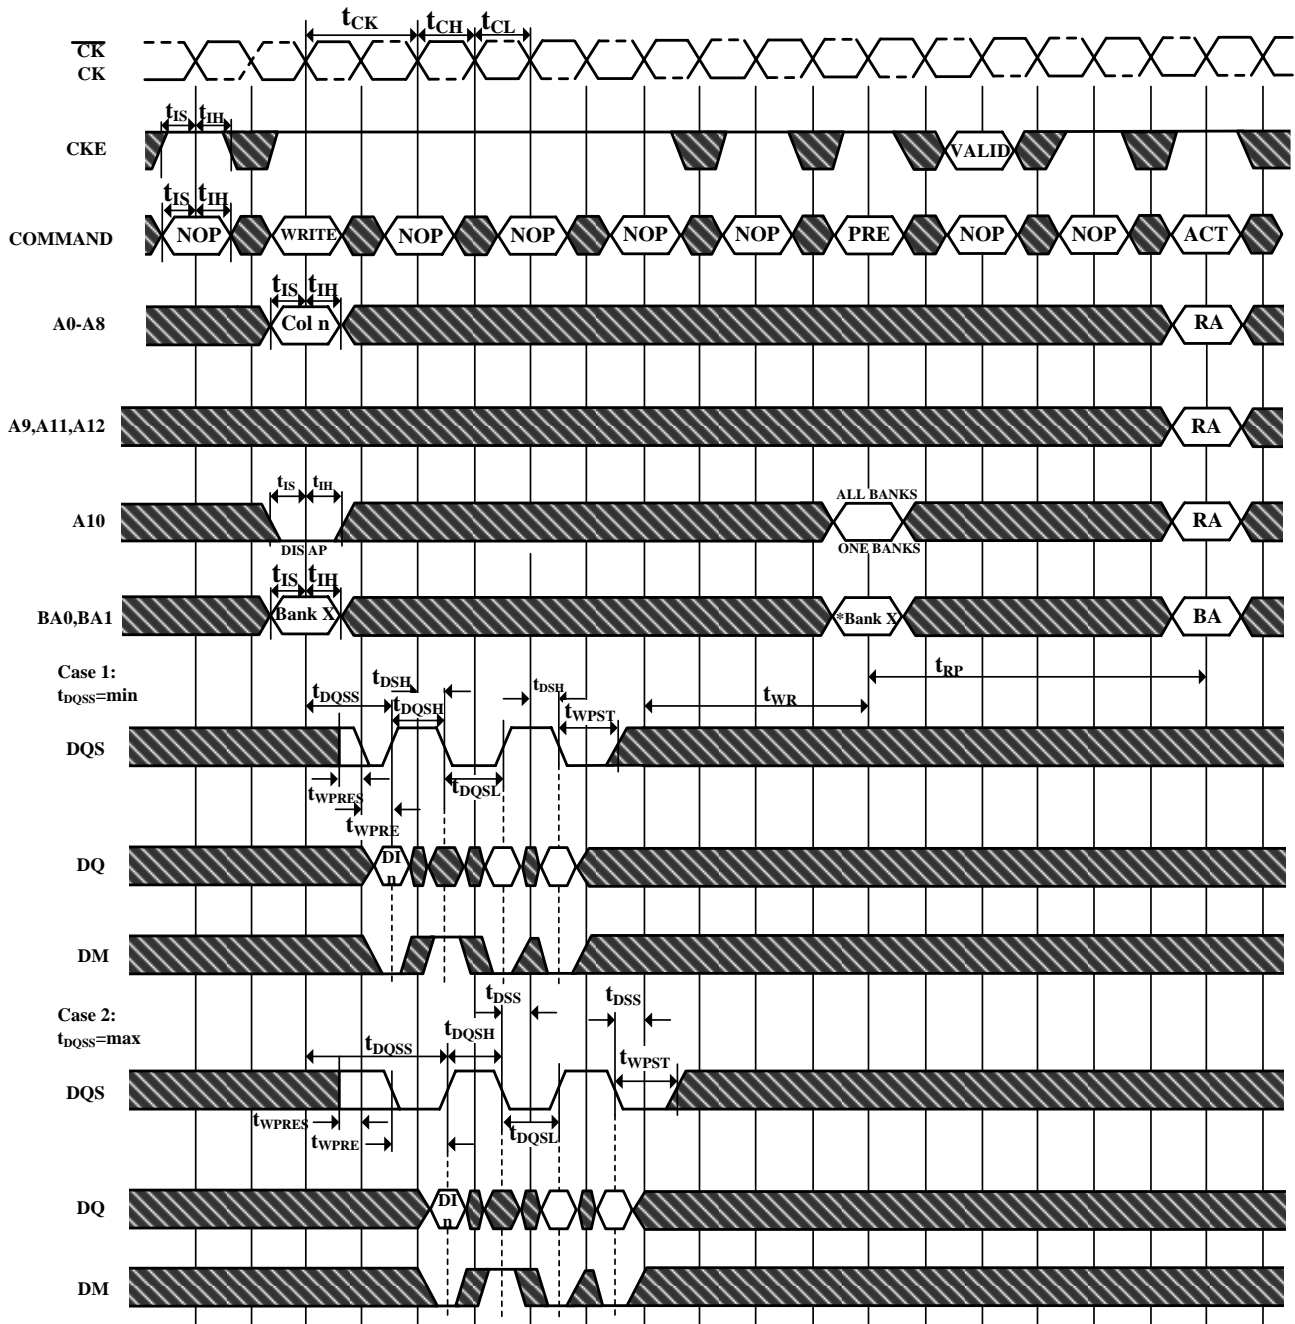 tCK tCH tCL
CK
CK
tIS tIH
CKE VALID
tIS tIH
COMMAND NOP WRITE NOP NOP NOP NOP PRE NOP NOP ACT
tIS tIH
A0-A8 Col n RA
A9,A11,A12 RA
tIS tIH ALL BANKS
A10 RA
DIS AP ONE BANKS
tIS tIH
BA0,BA1 Bank X *Bank X BA
Case 1:
tDQSS=min
tDSH tDSH tRP
tDQSS tDQSH tWPST tWR
DQS
tWPRES tDQSL
tWPRE
DQ DI n
DM
Case 2:
tDQSS=max
tDSS tDSS
tDQSS tDQSH tWPST
DQS
tWPRES tDQSL
tWPRE
DQ DI n
DM